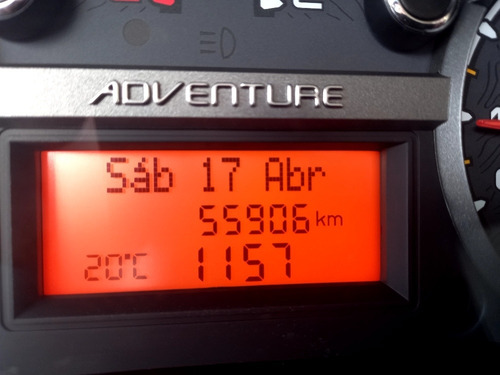 ADVENTURE
Sáb 17 Abr
55906 km
20°C 1157